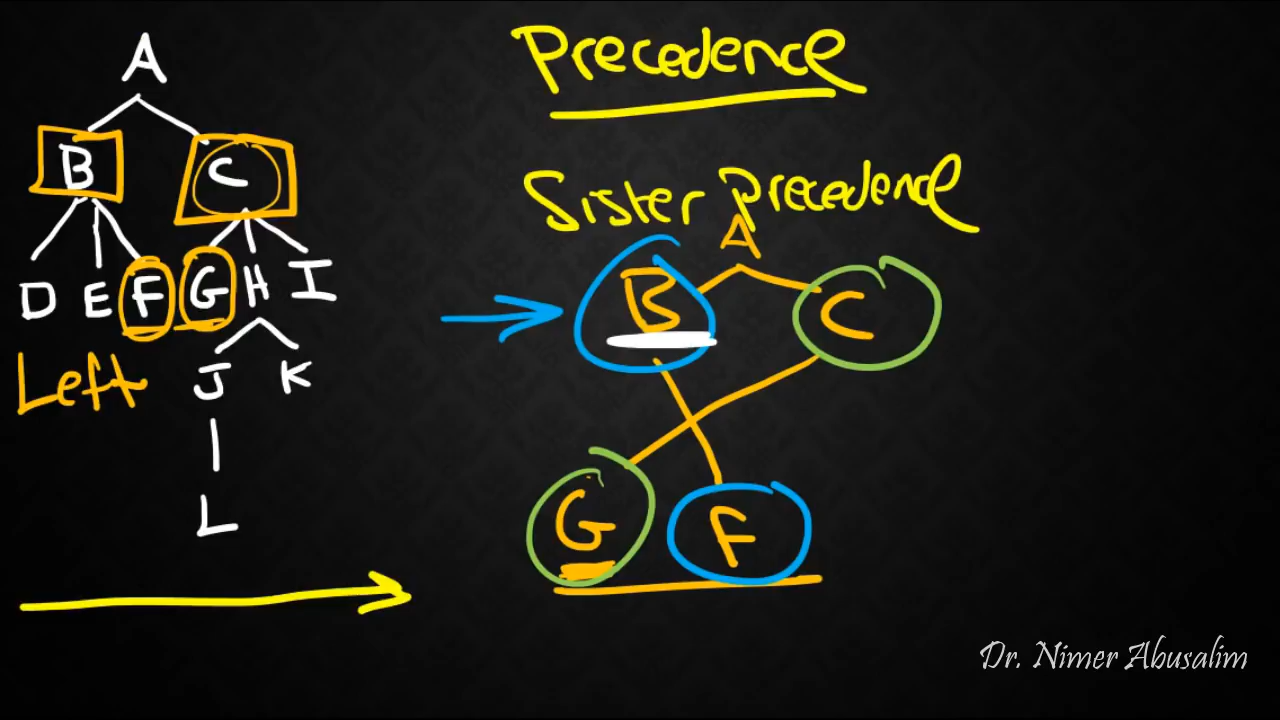 Precedence
Sister Precedence
A
B C
D E F G H I
Left J K
L
A
B C
G F
Dr. Nimer Abusalim